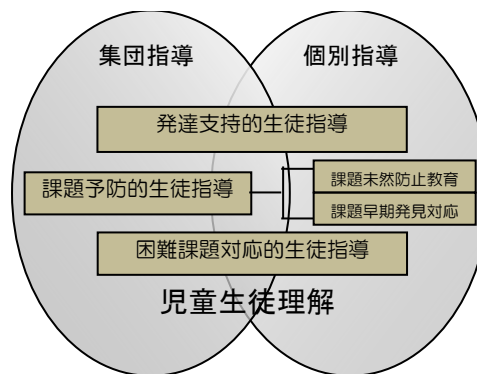 集団指導
個別指導
発達支持的生徒指導
課題予防的生徒指導
課題未然防止教育
課題早期発見対応
困難課題対応的生徒指導
児童生徒理解